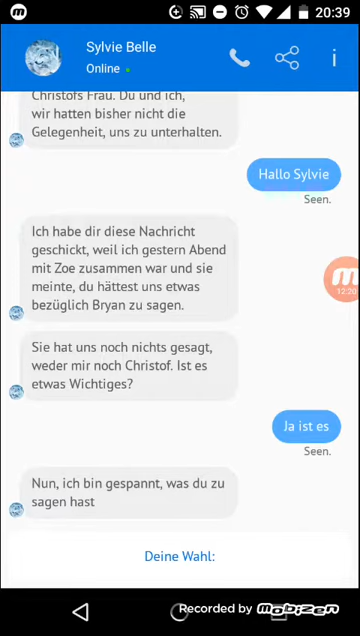 20:39
Sylvie Belle
Online
Christofs Frau. Du und ich,
wir hatten bisher nicht die
Gelegenheit, uns zu unterhalten.
Hallo Sylvie
Seen.
Ich habe dir diese Nachricht
geschickt, weil ich gestern Abend
mit Zoe zusammen war und sie
meinte, du hättest uns etwas
bezüglich Bryan zu sagen.
12:20
Sie hat uns noch nichts gesagt,
weder mir noch Christof. Ist es
etwas Wichtiges?
Ja ist es
Seen.
Nun, ich bin gespannt, was du zu
sagen hast
Deine Wahl:
Recorded by mobizen